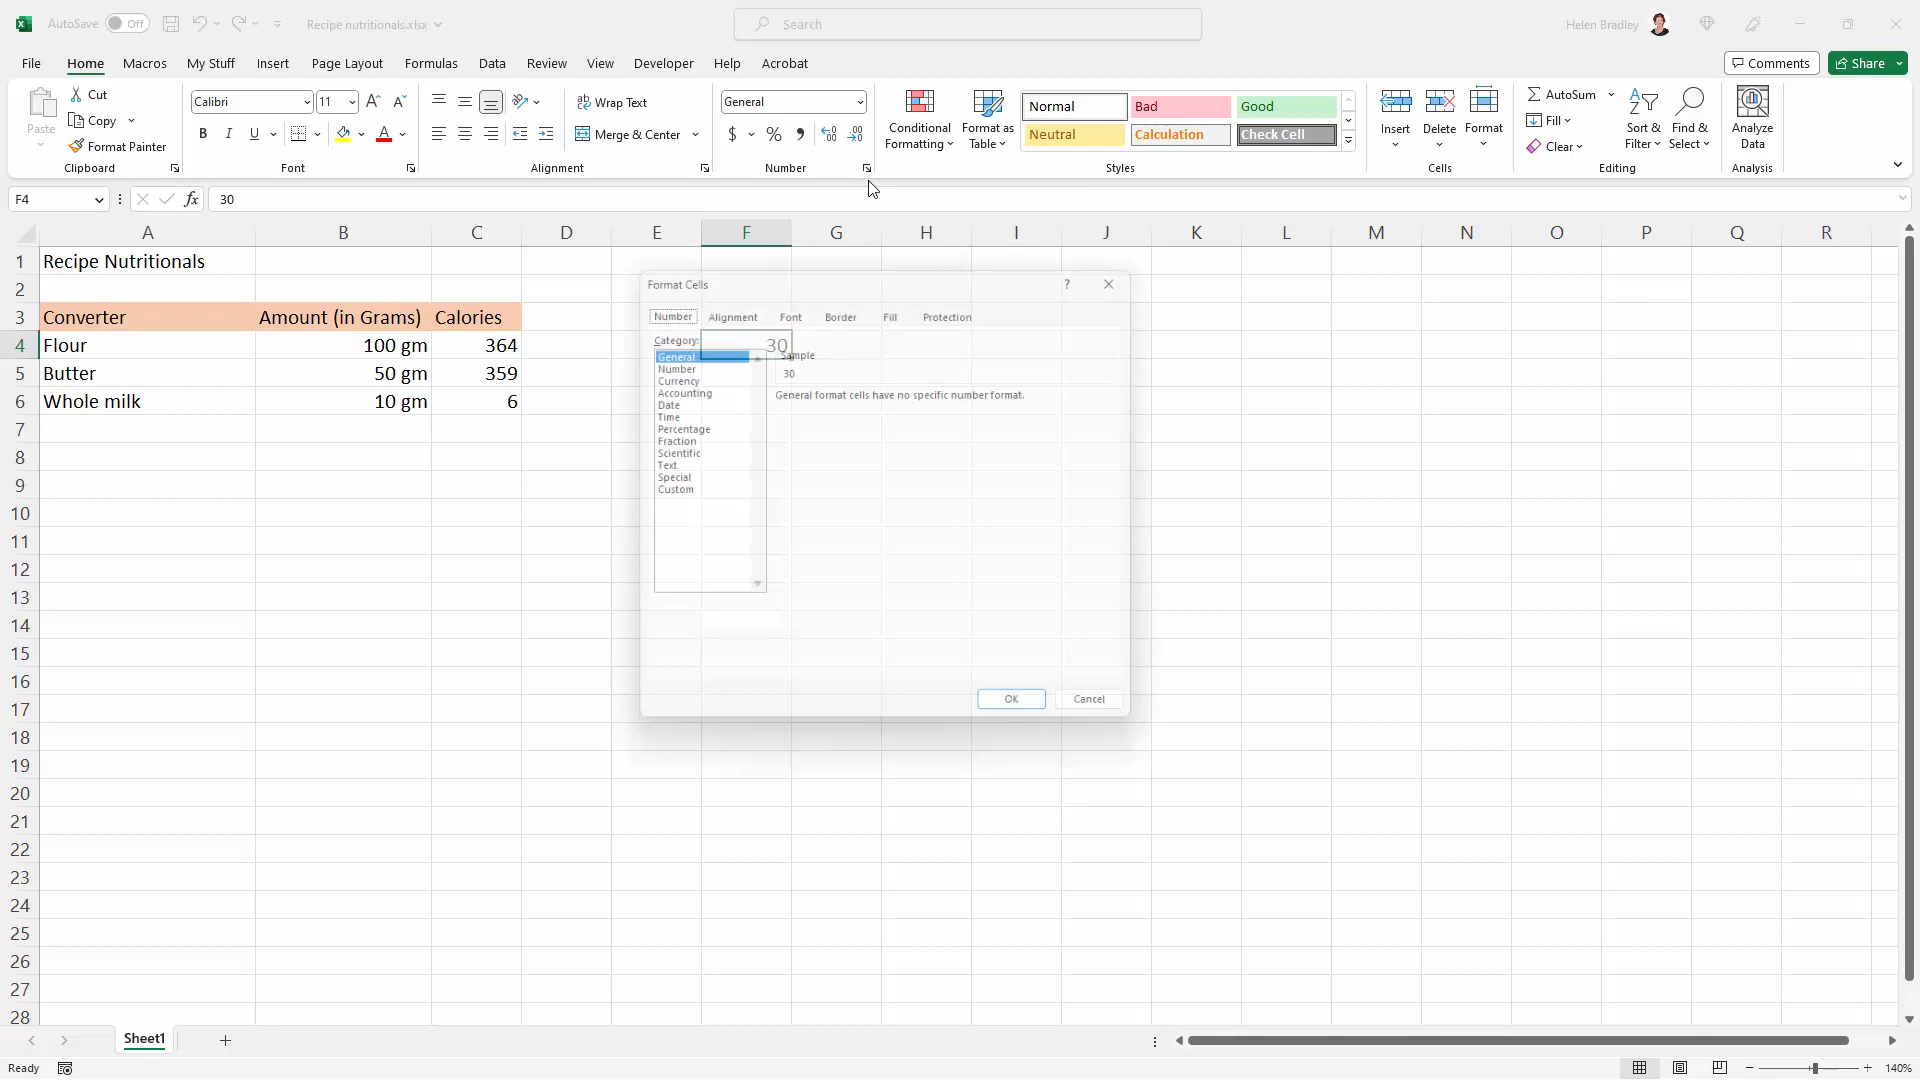 AutoSave Off Recipe nutritionals.xlsx Search Helen Bradley
File Home Macros My Stuff Insert Page Layout Formulas Data Review View Developer Help Acrobat Comments Share
Paste Cut Copy Format Painter Clipboard
Calibri 11 B I U A Font
Wrap Text Merge & Center Alignment
General $ % Number
Conditional Formatting Format as Table
Normal Bad Good
Neutral Calculation Check Cell
Styles
Insert Delete Format Cells
AutoSum Fill Clear Sort & Filter Find & Select Editing
Analyze Data Analysis
F4 fx 30
A B C D E F G H I J K L M N O P Q R
1 Recipe Nutritionals
2
3 Converter Amount (in Grams) Calories
4 Flour 100 gm 364 30
5 Butter 50 gm 359
6 Whole milk 10 gm 6
7
8
9
10
11
12
13
14
15
16
17
18
19
20
21
22
23
24
25
26
27
28
Format Cells ?
Number Alignment Font Border Fill Protection
Category:
General
Number
Currency
Accounting
Date
Time
Percentage
Fraction
Scientific
Text
Special
Custom
Sample
30
General format cells have no specific number format.
OK Cancel
Sheet1
Ready 140%